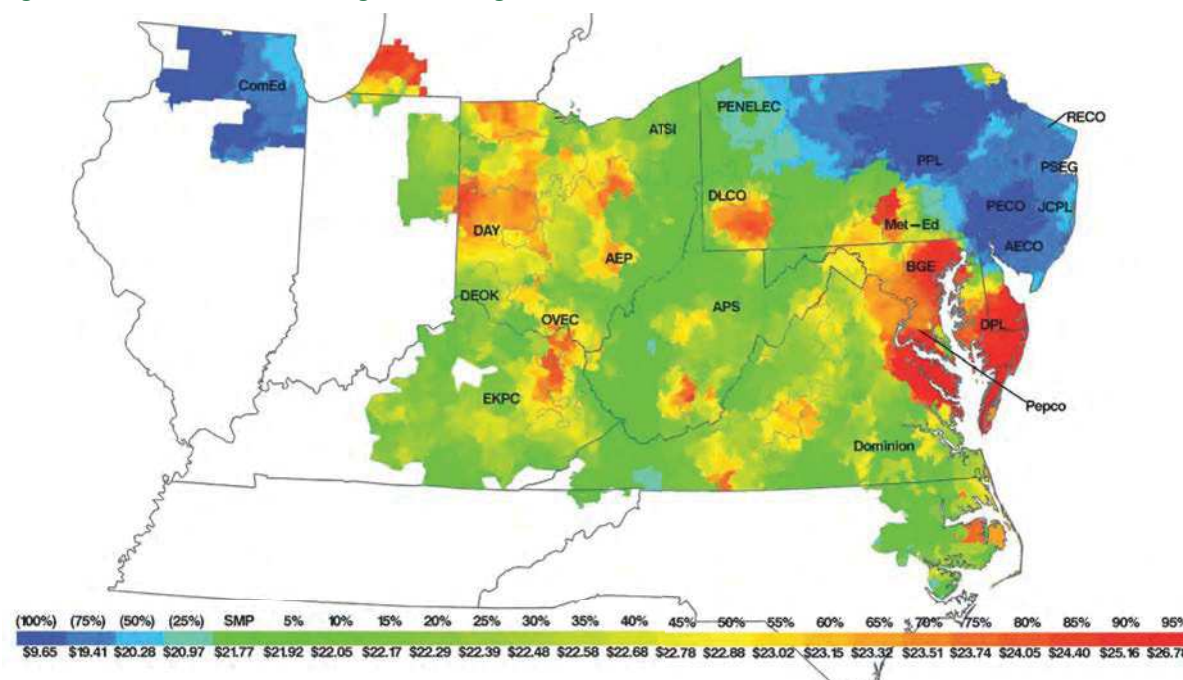 ComEd
PENELEC
ATSI
RECO
PPL
PSEG
DLCO
PECO
JCPL
Met-Ed
DAY
AECO
AEP
BGE
DEOK
APS
OVEC
DPL
EKPC
Pepco
Dominion
(100%) (75%) (50%) (25%) SMP 5% 10% 15% 20% 25% 30% 35% 40% 45% 50% 55% 60% 65% 70% 80% 85% 90% 95%
$9.65 $19.41 $20.28 $20.97 $21.77 $21.92 $22.05 $22.17 $22.29 $22.39 $22.48 $22.58 $22.68 $22.78 $22.88 $23.02 $23.15 $23.32 $23.51 $23.74 $24.05 $24.40 $25.16 $26.78